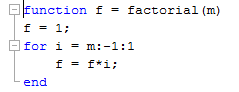 function f = factorial(m)
f = 1;
for i = m:-1:1
    f = f*i;
end